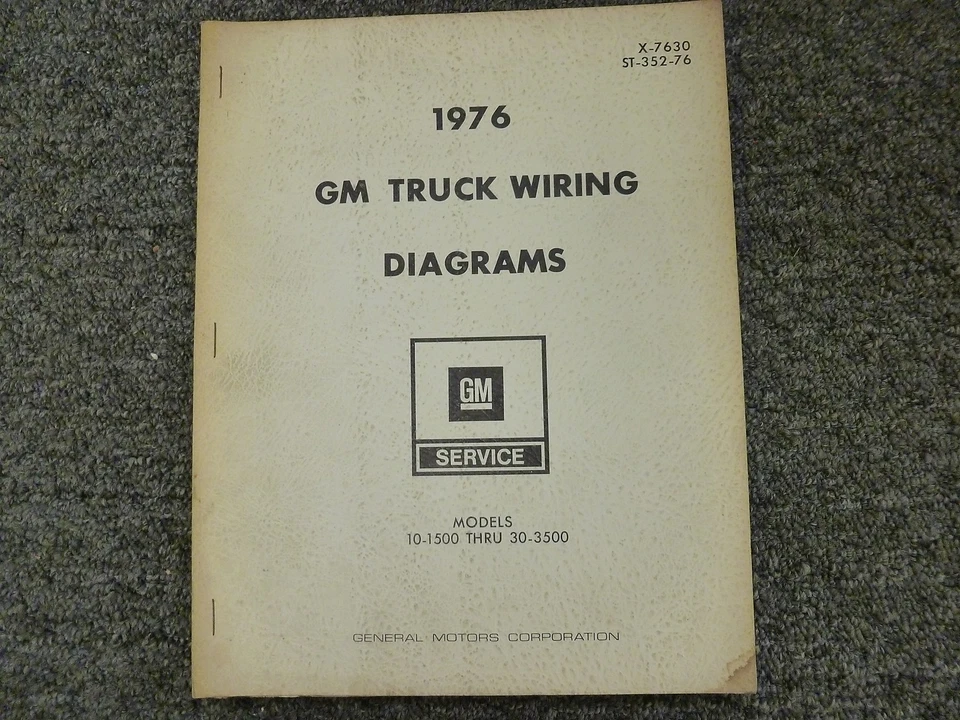 X-7630
ST-352-76
1976
GM TRUCK WIRING
DIAGRAMS
GM
SERVICE
MODELS
10-1500 THRU 30-3500
GENERAL MOTORS CORPORATION